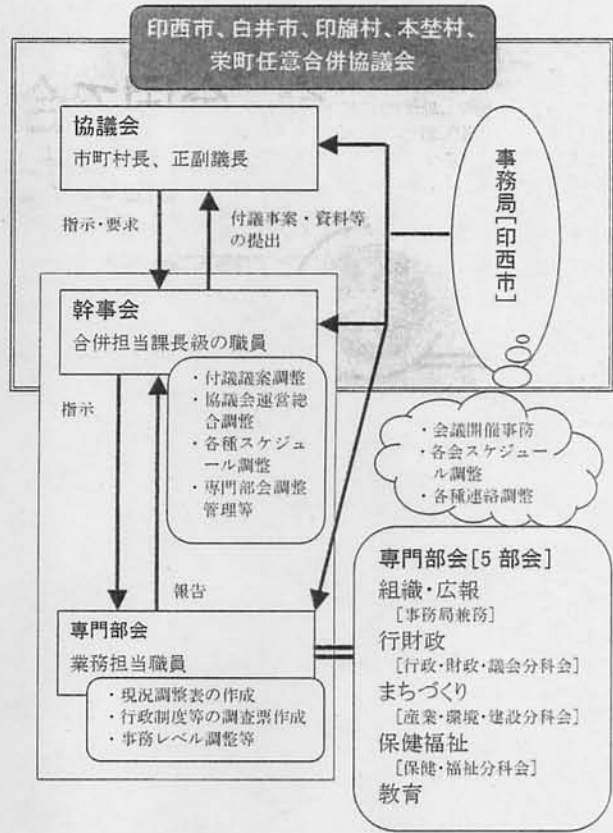 印西市、白井市、印旛村、本埜村、
栄町任意合併協議会
協議会
市町村長、正副議長
指示・要求
付議事案・資料等
の提出
事務局[印西市]
幹事会
合併担当課長級の職員
指示
・付議議案調整
・協議会運営総
合調整
・各種スケジュ
ール調整
・専門部会調整
管理等
・会議開催事務
・各会スケジュー
ル調整
・各種連絡調整
報告
専門部会
業務担当職員
・現況調整表の作成
・行政制度等の調査票作成
・事務レベル調整等
専門部会[5 部会]
組織・広報
[事務局兼務]
行財政
[行政・財政・議会分科会]
まちづくり
[産業・環境・建設分科会]
保健福祉
[保健・福祉分科会]
教育